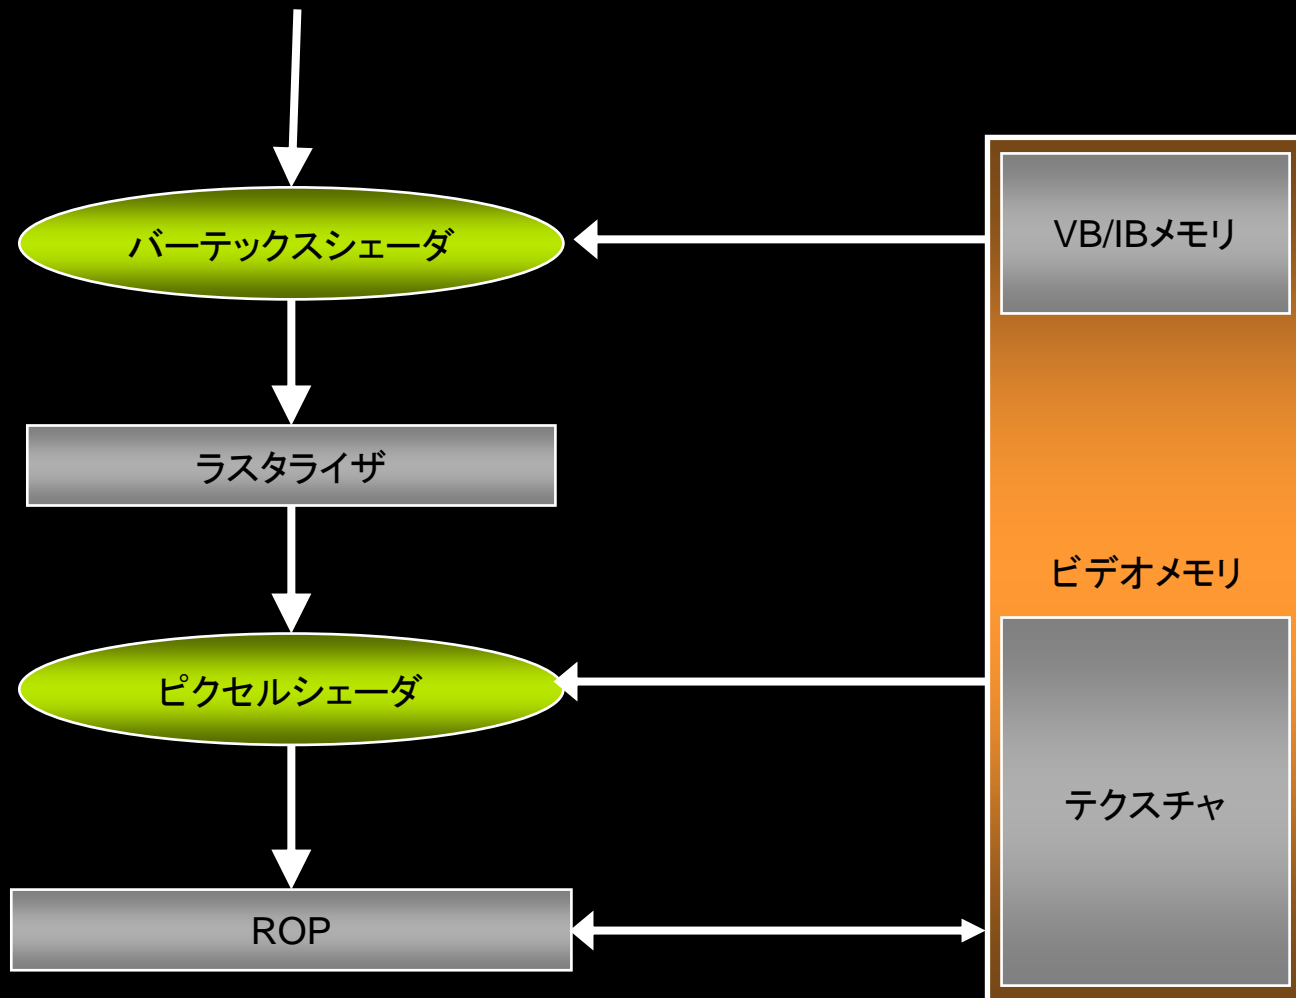 バーテックスシェーダ
VB/IBメモリ
ラスタライザ
ビデオメモリ
ピクセルシェーダ
テクスチャ
ROP